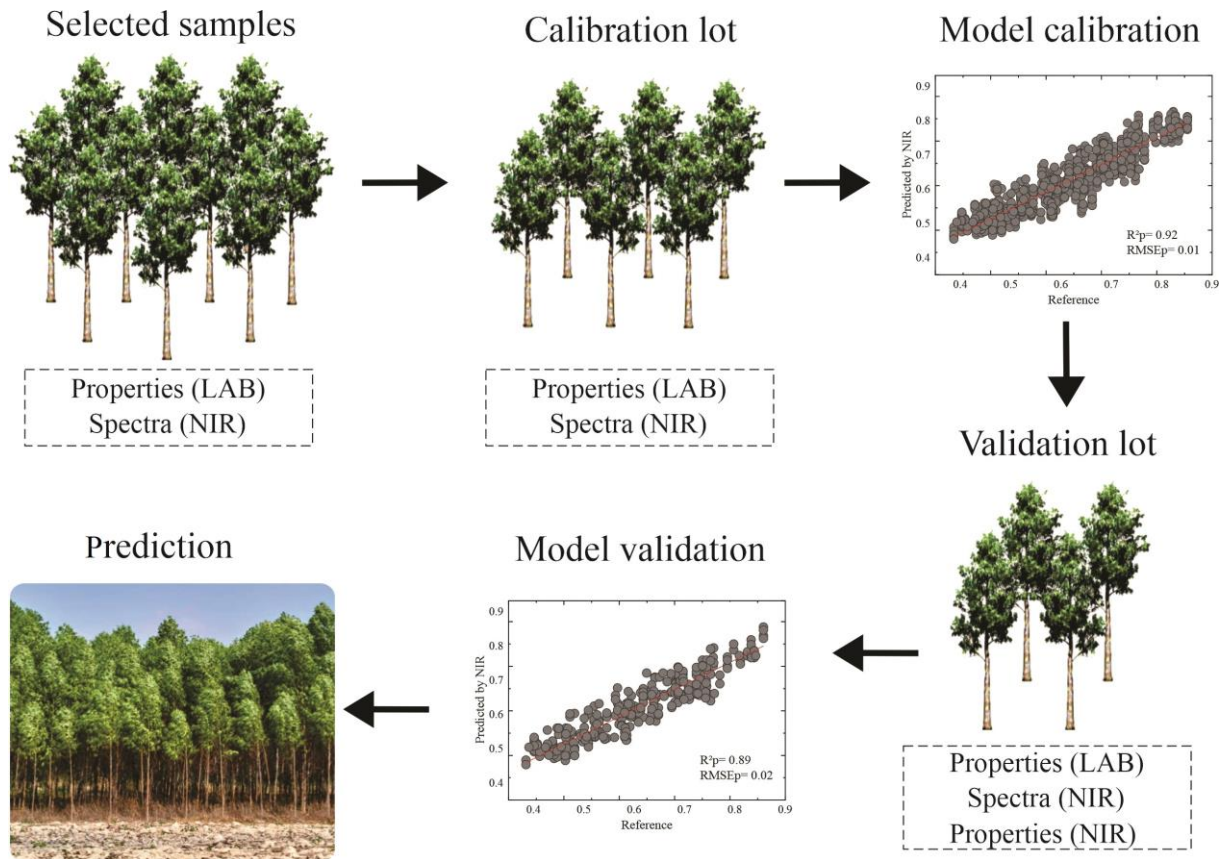 Selected samples
Properties (LAB)
Spectra (NIR)
Calibration lot
Properties (LAB)
Spectra (NIR)
Model calibration
Predicted by NIR
0.9
0.8
0.7
0.6
0.5
0.4
R²p= 0.92
RMSEp= 0.01
0.4 0.5 0.6 0.7 0.8 0.9
Reference
Validation lot
Properties (LAB)
Spectra (NIR)
Properties (NIR)
Model validation
Predicted by NIR
0.9
0.8
0.7
0.6
0.5
0.4
R²p= 0.89
RMSEp= 0.02
0.4 0.5 0.6 0.7 0.8 0.9
Reference
Prediction